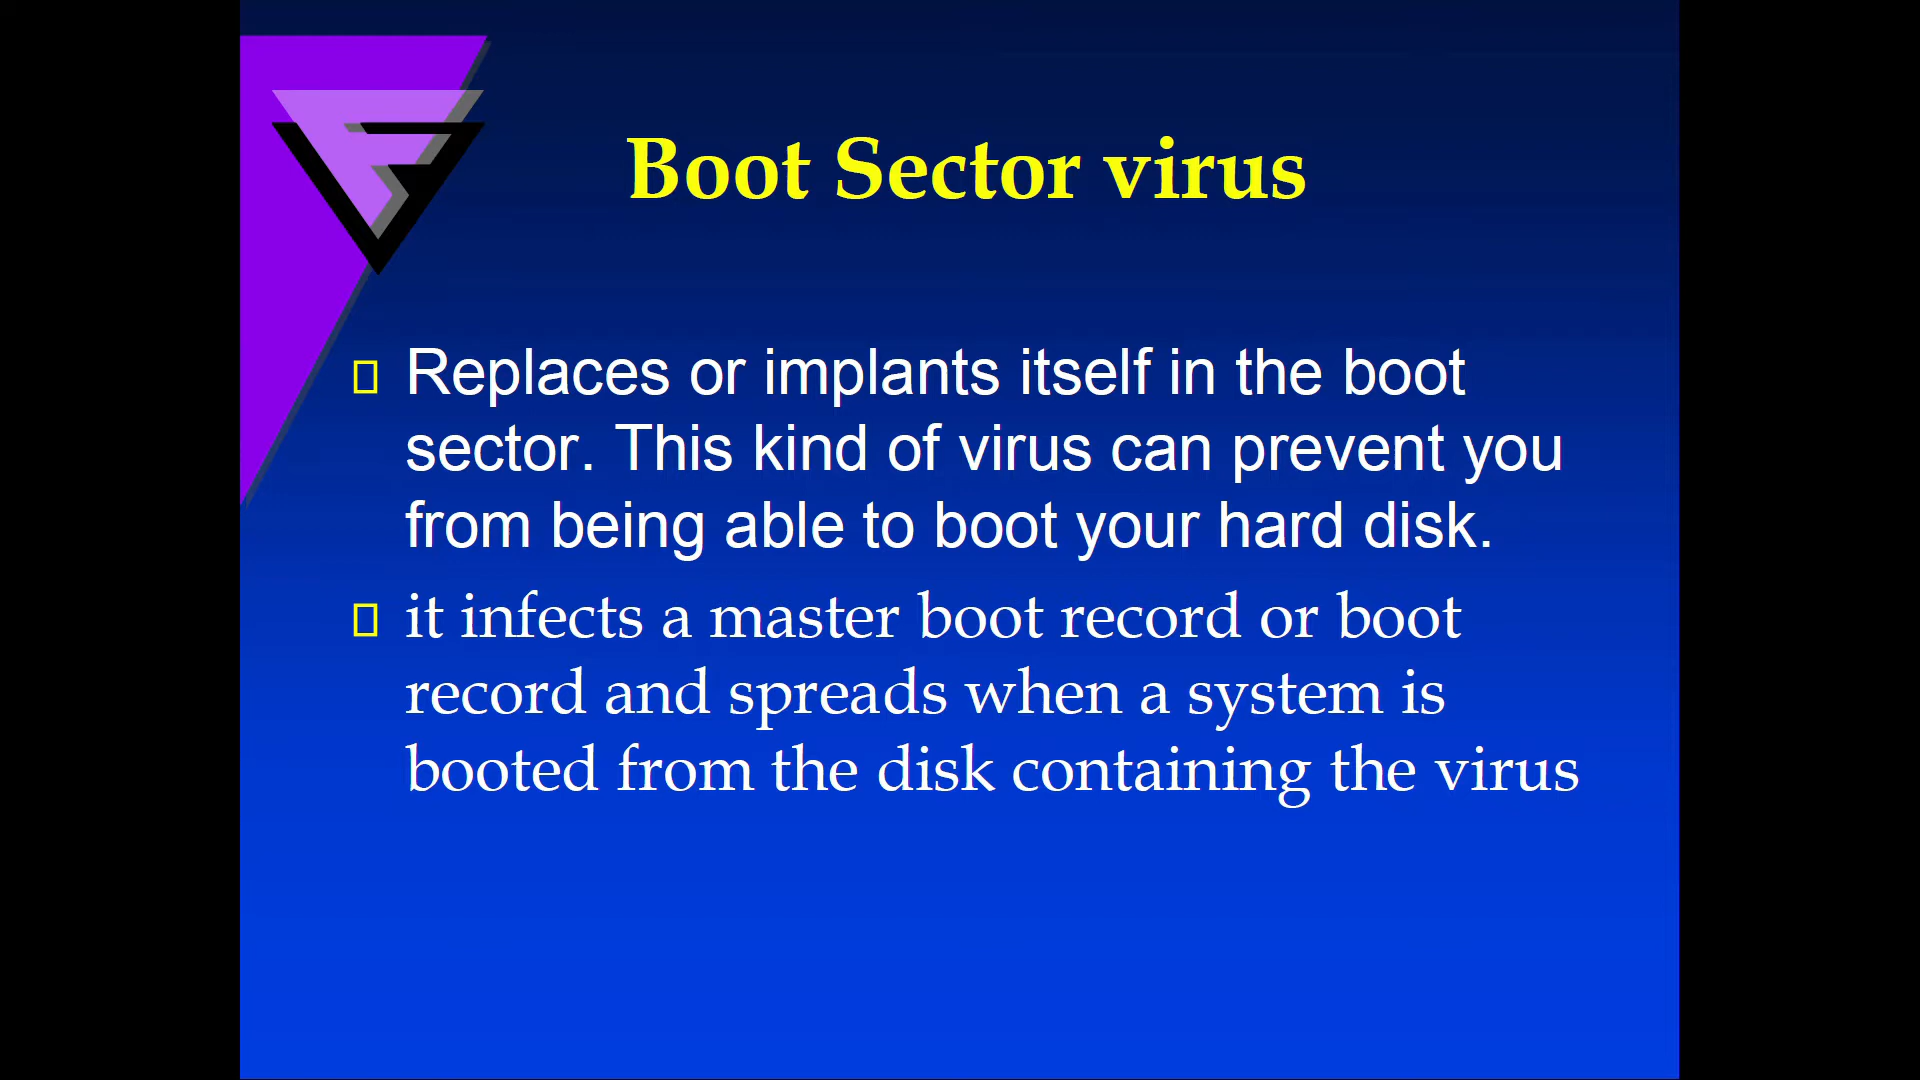 Boot Sector virus
Replaces or implants itself in the boot
sector. This kind of virus can prevent you
from being able to boot your hard disk.
it infects a master boot record or boot
record and spreads when a system is
booted from the disk containing the virus